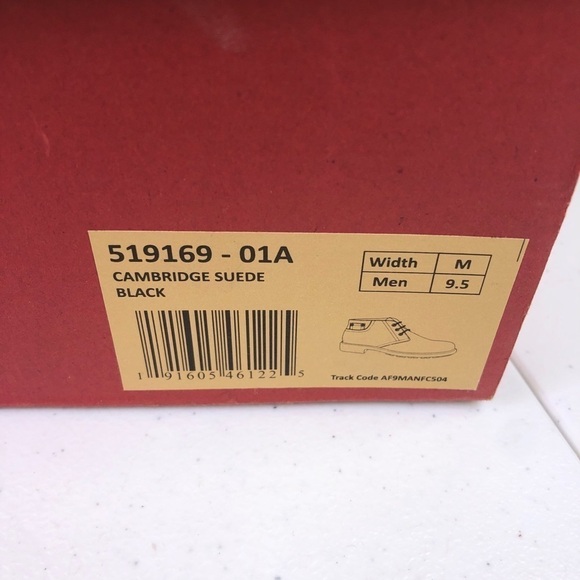 519169 - 01A
CAMBRIDGE SUEDE
BLACK
Width M
Men 9.5
1 91605 46122 5
Track Code AF9MANFC504